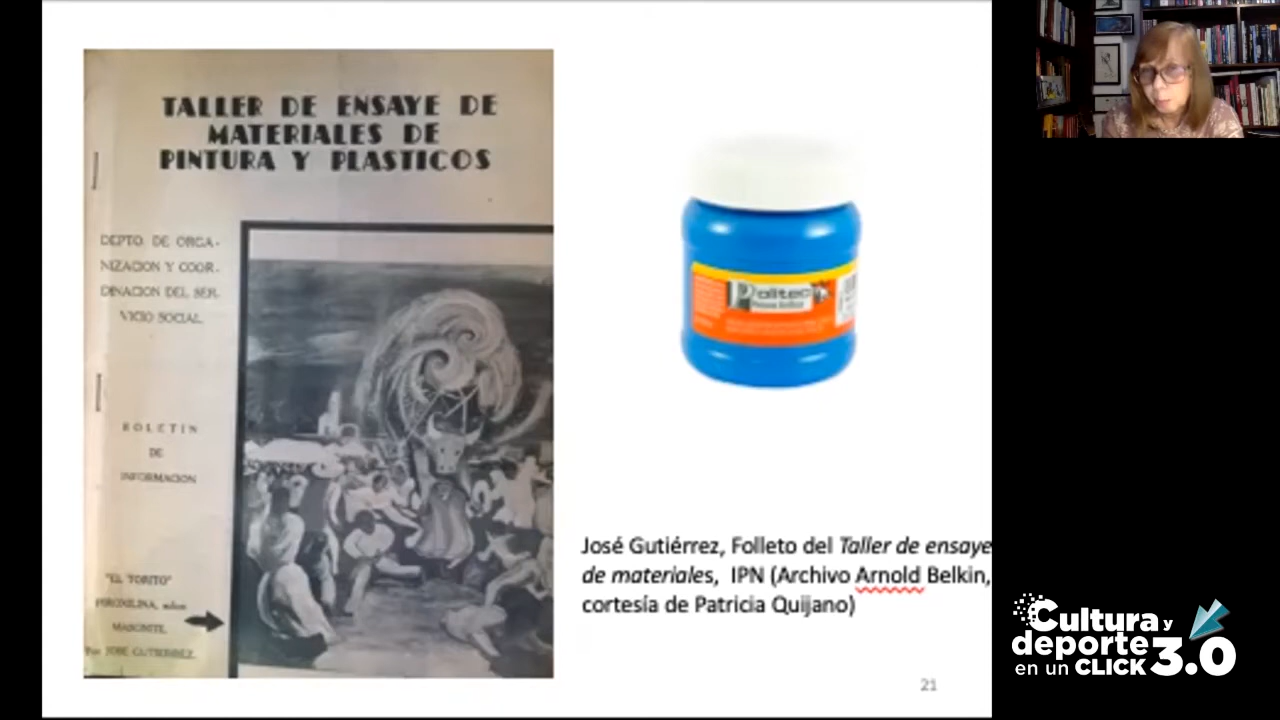 TALLER DE ENSAYE DE
MATERIALES DE
PINTURA Y PLASTICOS
DEPTO. DE ORGA-
NIZACION Y COOR-
DINACION DEL SER-
VICIO SOCIAL.
BOLETIN
DE
INFORMACION
"EL TORITO"
PIROXILINA, sobre
MASONITE.
Por JOSE GUTIERREZ.
Politec
José Gutiérrez, Folleto del Taller de ensaye
de materiales, IPN (Archivo Arnold Belkin,
cortesía de Patricia Quijano)
21
Cultura y
deporte 3.0
en un CLICK